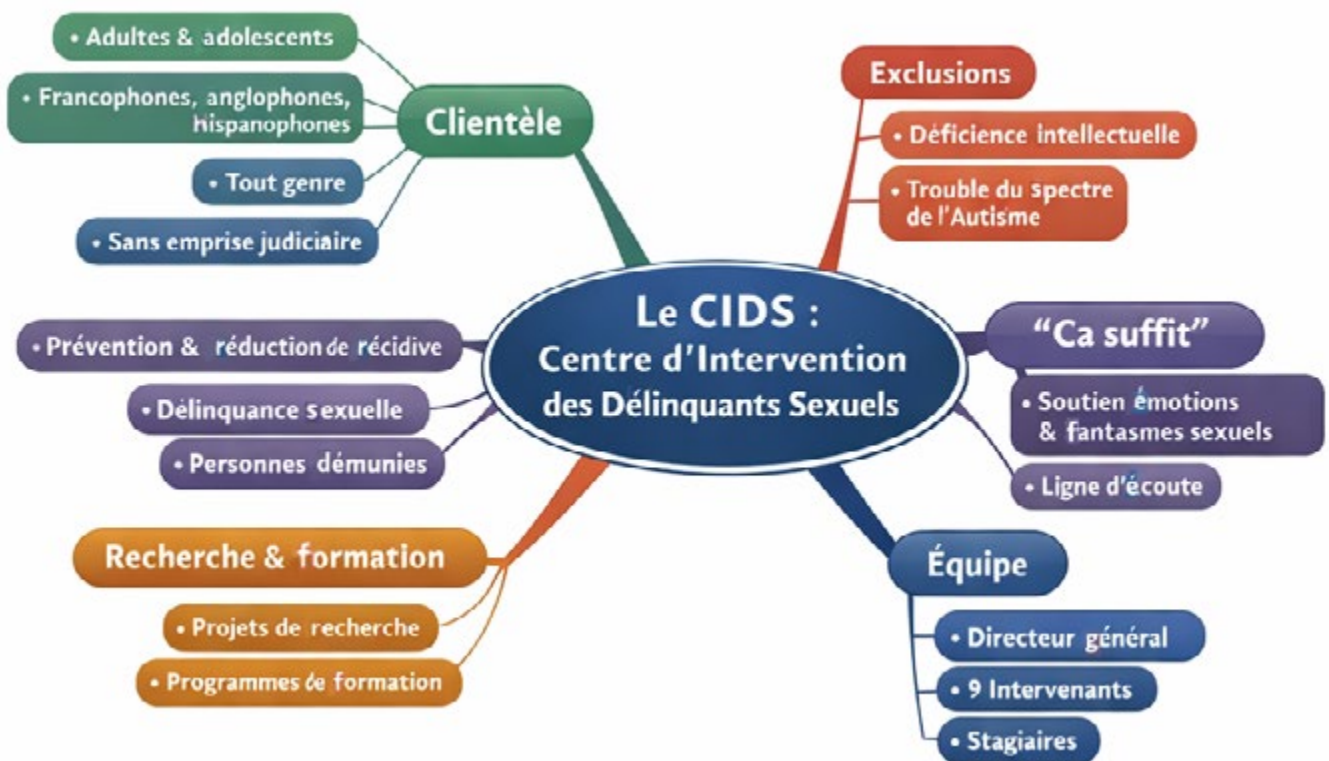 • Adultes & adolescents
• Francophones, anglophones,
hispanophones
Clientèle
• Tout genre
• Sans emprise judiciaire
Exclusions
• Déficience intellectuelle
• Trouble du spectre
de l'Autisme
Le CIDS :
Centre d'Intervention
des Délinquants Sexuels
• Prévention & réduction de récidive
• Délinquance sexuelle
• Personnes démunies
"Ca suffit"
• Soutien émotions
& fantasmes sexuels
• Ligne d'écoute
Recherche & formation
• Projets de recherche
• Programmes de formation
Équipe
• Directeur général
• 9 Intervenants
• Stagiaires